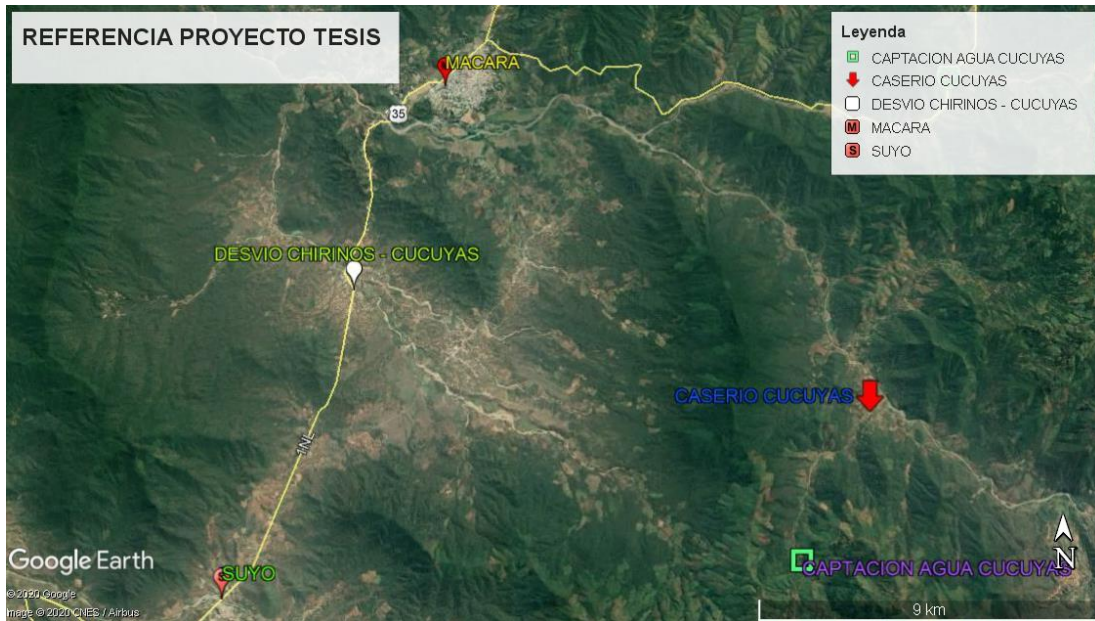 REFERENCIA PROYECTO TESIS
Leyenda
CAPTACION AGUA CUCUYAS
CASERIO CUCUYAS
DESVIO CHIRINOS - CUCUYAS
M MACARA
S SUYO
MACARA
35
DESVIO CHIRINOS - CUCUYAS
CASERIO CUCUYAS
1NL
SUYO
CAPTACION AGUA CUCUYAS
N
Google Earth
© 2020 Google
Image © 2020 CNES / Airbus
9 km